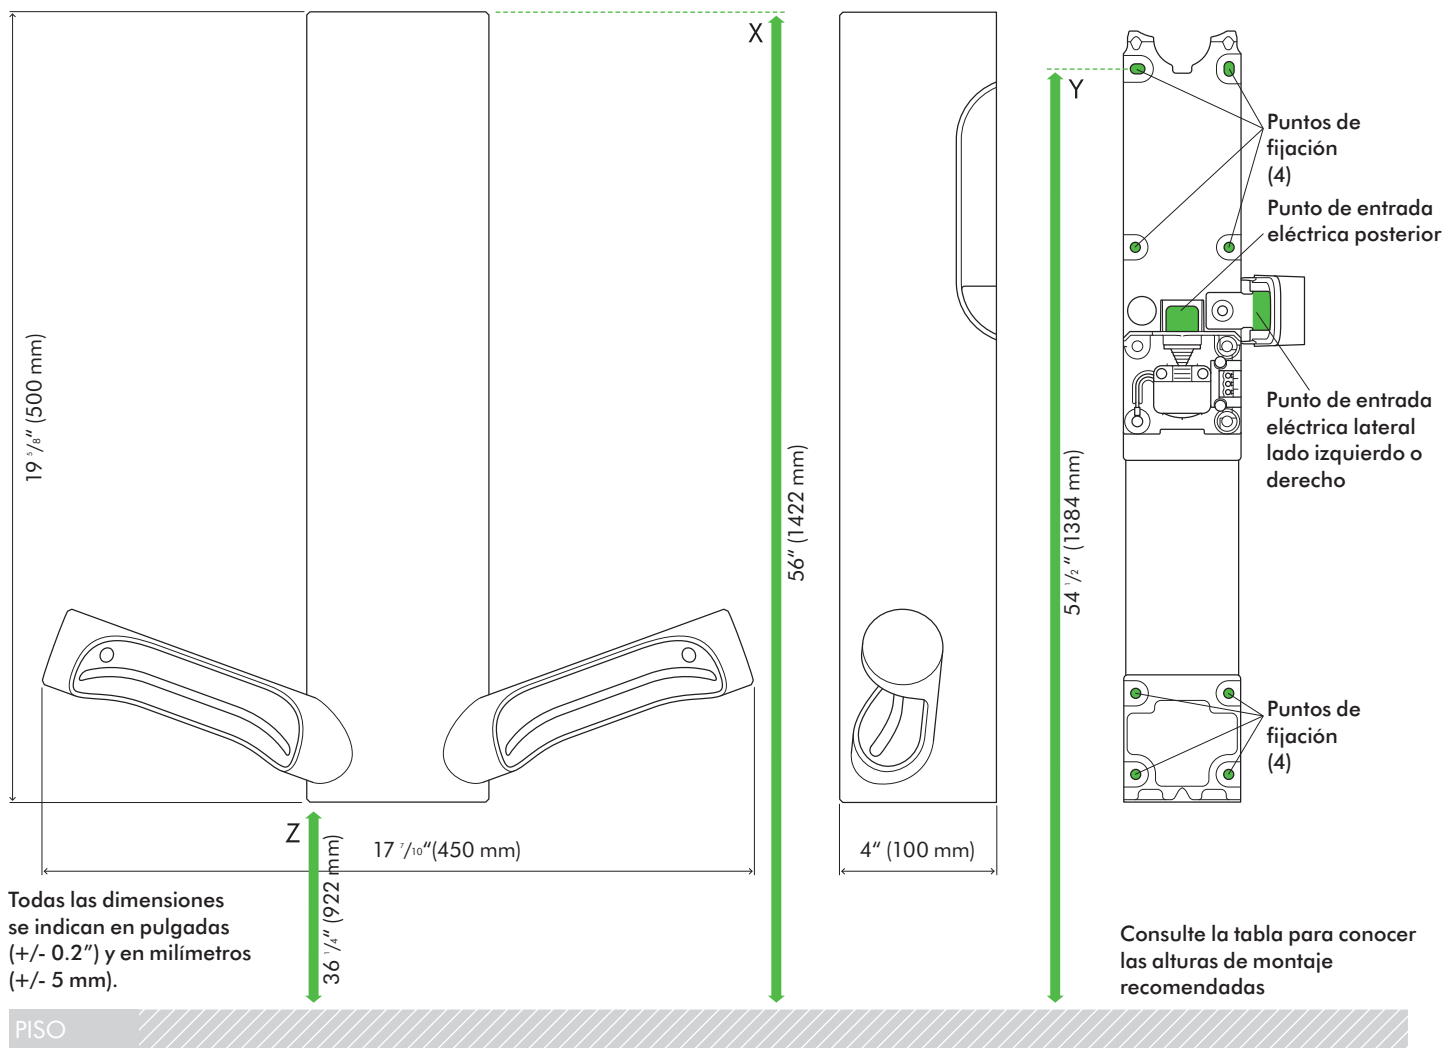 X
Y
Puntos de
fijación
(4)
Punto de entrada
eléctrica posterior
19 5/8“ (500 mm)
Punto de entrada
eléctrica lateral
lado izquierdo o
derecho
56“ (1422 mm)
54 1/2 “ (1384 mm)
Puntos de
fijación
(4)
Z
17 7/10“(450 mm)
4“ (100 mm)
36 1/4“ (922 mm)
Todas las dimensiones
se indican en pulgadas
(+/- 0.2”) y en milímetros
(+/- 5 mm).
Consulte la tabla para conocer
las alturas de montaje
recomendadas
PISO